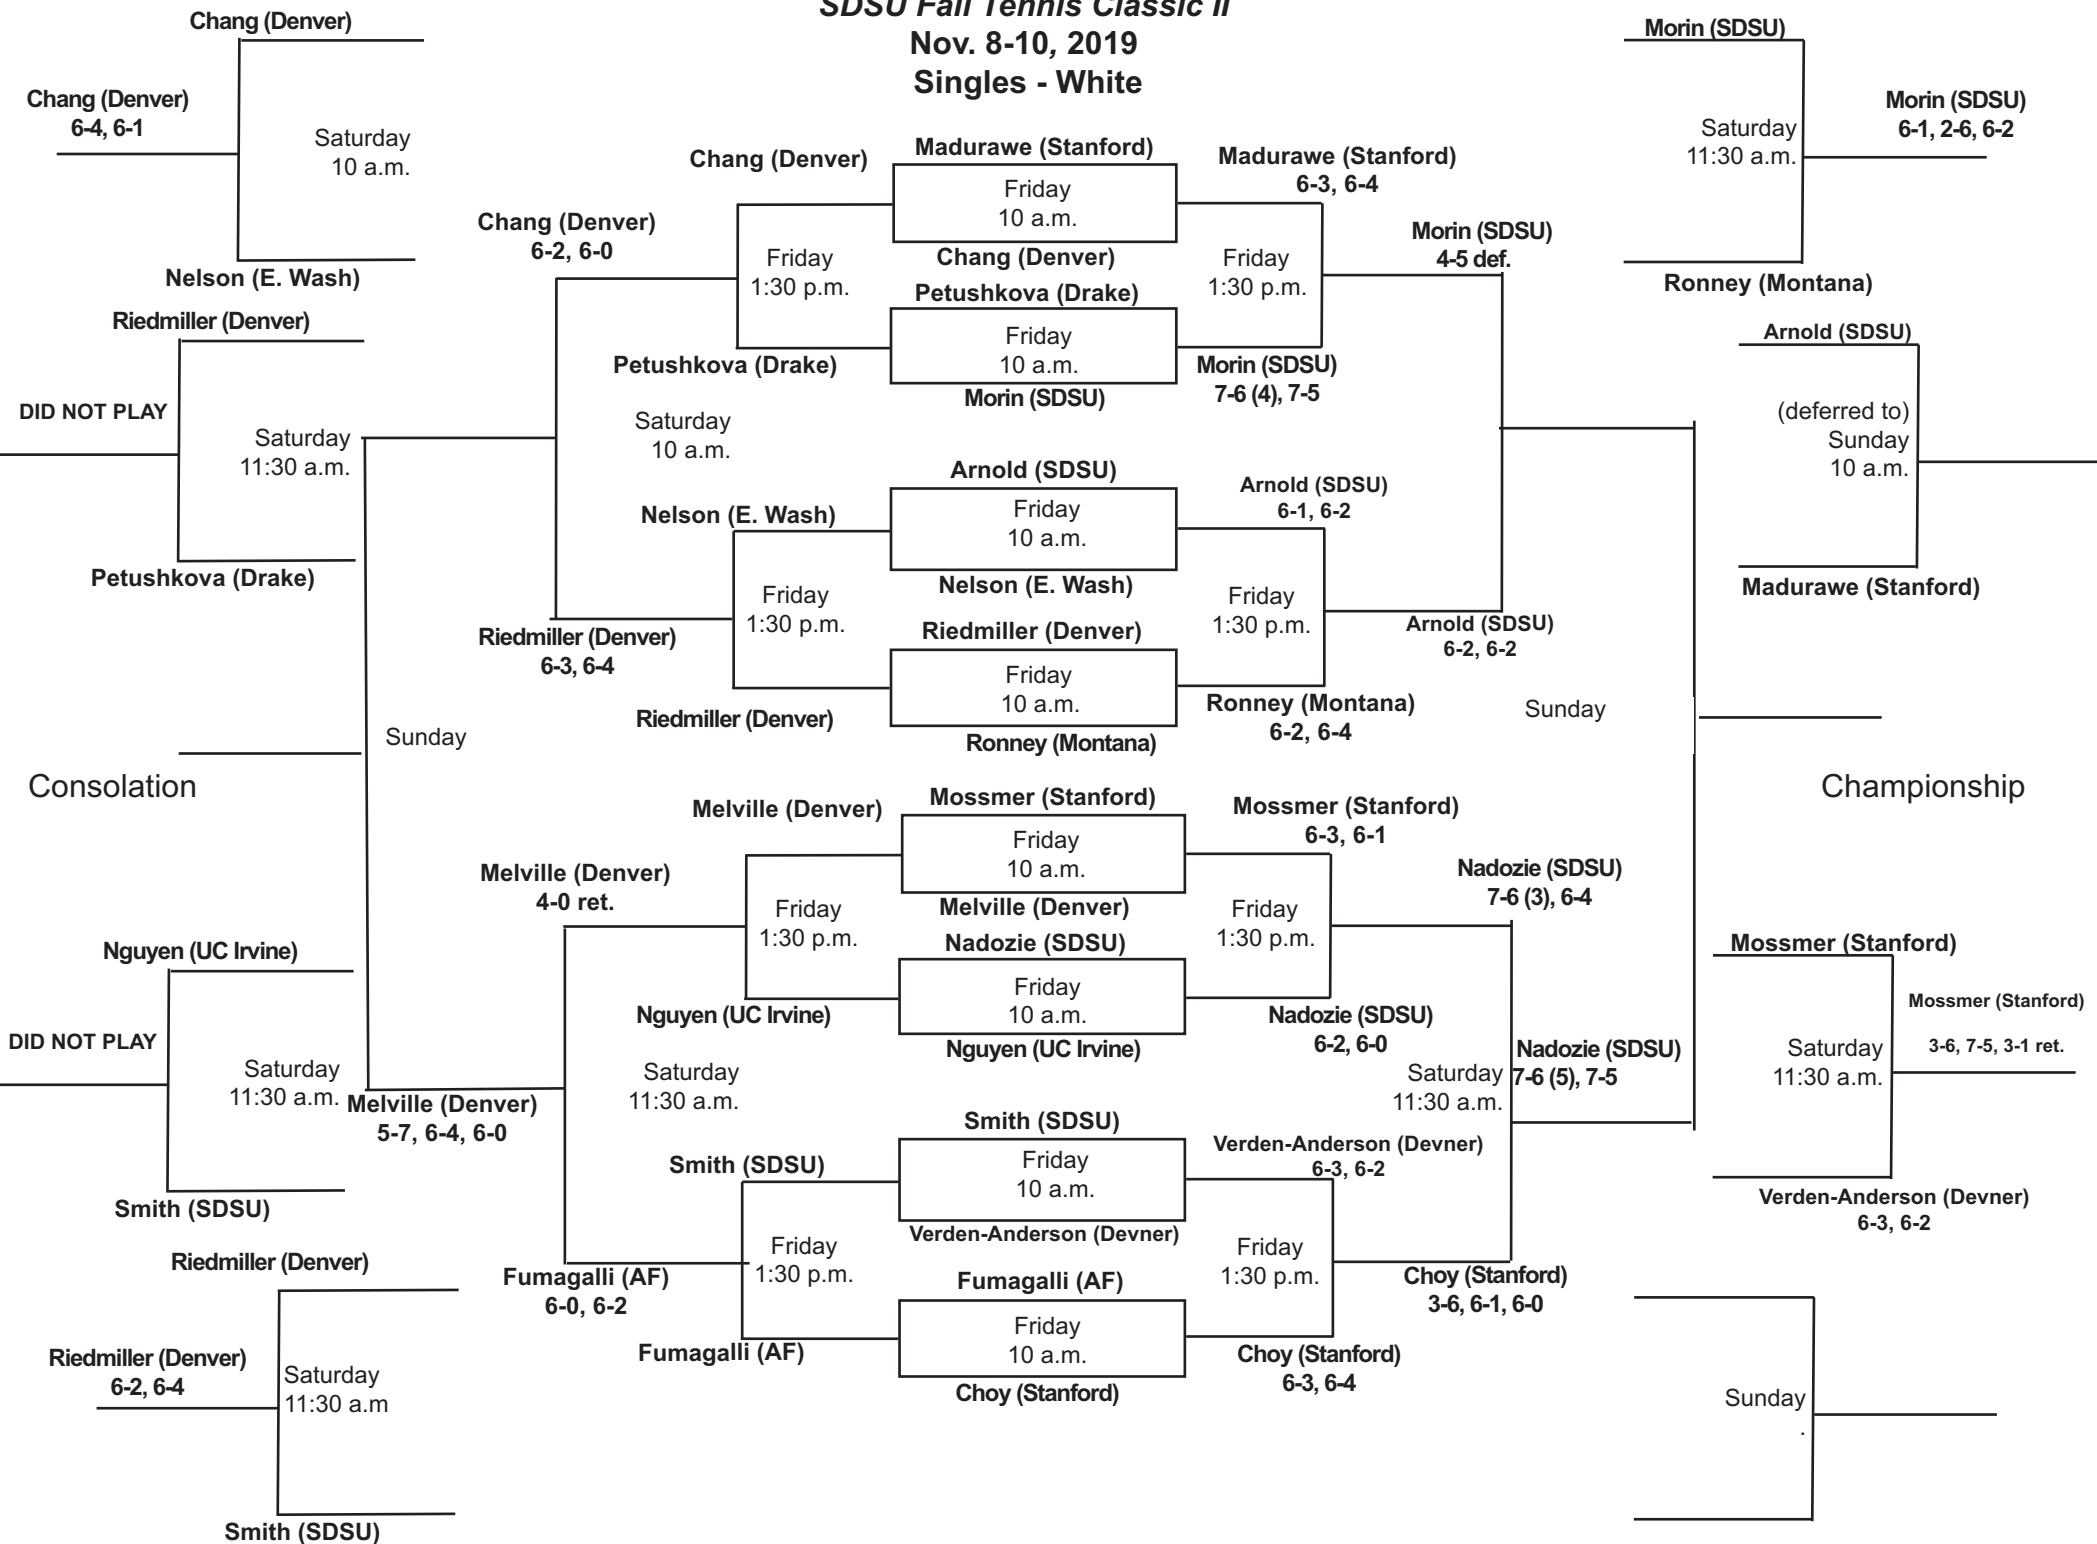 SDSU Fall Tennis Classic II
Nov. 8-10, 2019
Singles - White
Chang (Denver)
Chang (Denver)
6-4, 6-1
Saturday
10 a.m.
Nelson (E. Wash)
Riedmiller (Denver)
DID NOT PLAY
Saturday
11:30 a.m.
Petushkova (Drake)
Sunday
Consolation
Nguyen (UC Irvine)
DID NOT PLAY
Saturday
11:30 a.m.
Smith (SDSU)
Riedmiller (Denver)
Riedmiller (Denver)
6-2, 6-4
Saturday
11:30 a.m
Smith (SDSU)
Chang (Denver)
6-2, 6-0
Saturday
10 a.m.
Riedmiller (Denver)
6-3, 6-4
Melville (Denver)
4-0 ret.
Saturday
11:30 a.m.
Melville (Denver)
5-7, 6-4, 6-0
Fumagalli (AF)
6-0, 6-2
Chang (Denver)
Friday
1:30 p.m.
Petushkova (Drake)
Nelson (E. Wash)
Friday
1:30 p.m.
Riedmiller (Denver)
Melville (Denver)
Friday
1:30 p.m.
Nguyen (UC Irvine)
Smith (SDSU)
Friday
1:30 p.m.
Fumagalli (AF)
Madurawe (Stanford)
Friday
10 a.m.
Chang (Denver)
Petushkova (Drake)
Friday
10 a.m.
Morin (SDSU)
Arnold (SDSU)
Friday
10 a.m.
Nelson (E. Wash)
Riedmiller (Denver)
Friday
10 a.m.
Ronney (Montana)
Mossmer (Stanford)
Friday
10 a.m.
Melville (Denver)
Nadozie (SDSU)
Friday
10 a.m.
Nguyen (UC Irvine)
Smith (SDSU)
Friday
10 a.m.
Verden-Anderson (Devner)
Fumagalli (AF)
Friday
10 a.m.
Choy (Stanford)
Madurawe (Stanford)
6-3, 6-4
Friday
1:30 p.m.
Morin (SDSU)
7-6 (4), 7-5
Arnold (SDSU)
6-1, 6-2
Friday
1:30 p.m.
Ronney (Montana)
6-2, 6-4
Mossmer (Stanford)
6-3, 6-1
Friday
1:30 p.m.
Nadozie (SDSU)
6-2, 6-0
Verden-Anderson (Devner)
6-3, 6-2
Friday
1:30 p.m.
Choy (Stanford)
6-3, 6-4
Morin (SDSU)
4-5 def.
Arnold (SDSU)
6-2, 6-2
Sunday
Nadozie (SDSU)
7-6 (3), 6-4
Saturday
11:30 a.m.
Nadozie (SDSU)
7-6 (5), 7-5
Choy (Stanford)
3-6, 6-1, 6-0
Morin (SDSU)
Saturday
11:30 a.m.
Morin (SDSU)
6-1, 2-6, 6-2
Ronney (Montana)
Arnold (SDSU)
(deferred to)
Sunday
10 a.m.
Madurawe (Stanford)
Championship
Mossmer (Stanford)
Saturday
11:30 a.m.
Mossmer (Stanford)
3-6, 7-5, 3-1 ret.
Verden-Anderson (Devner)
6-3, 6-2
Sunday
.